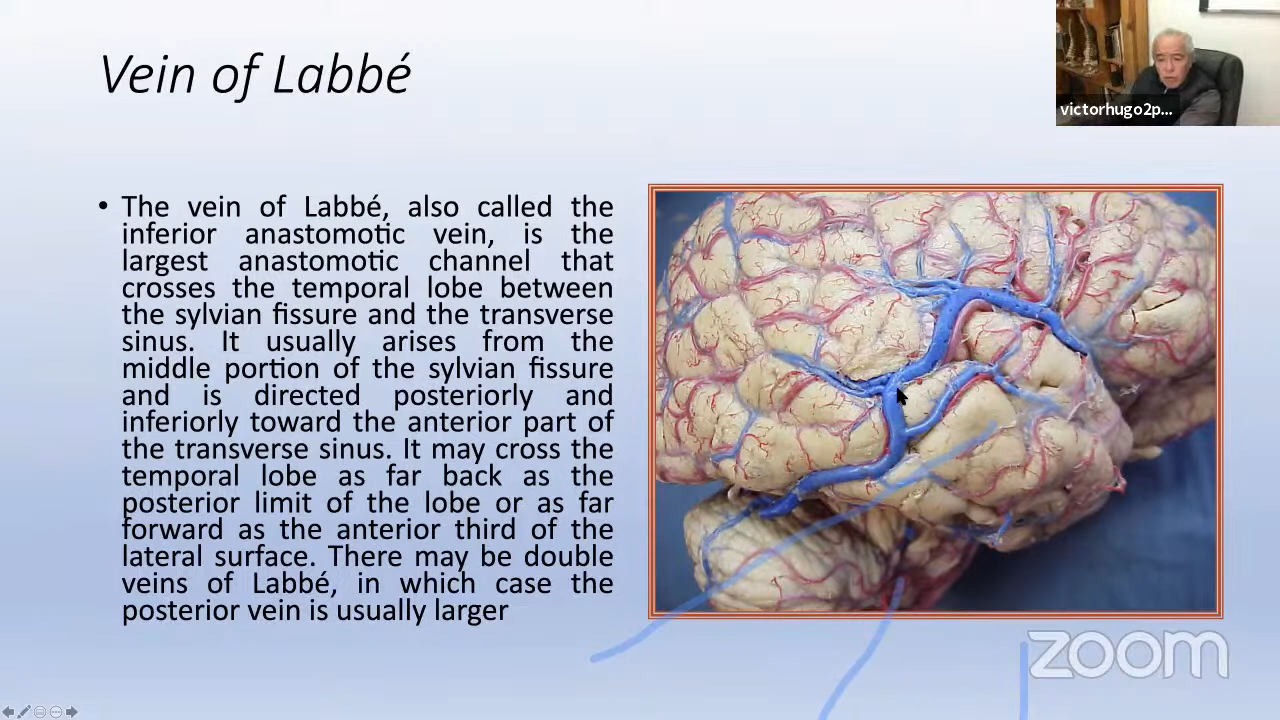 Vein of Labbé
victorhugo2p...
• The vein of Labbé, also called the
inferior anastomotic vein, is the
largest anastomotic channel that
crosses the temporal lobe between
the sylvian fissure and the transverse
sinus. It usually arises from the
middle portion of the sylvian fissure
and is directed posteriorly and
inferiorly toward the anterior part of
the transverse sinus. It may cross the
temporal lobe as far back as the
posterior limit of the lobe or as far
forward as the anterior third of the
lateral surface. There may be double
veins of Labbé, in which case the
posterior vein is usually larger
zoom